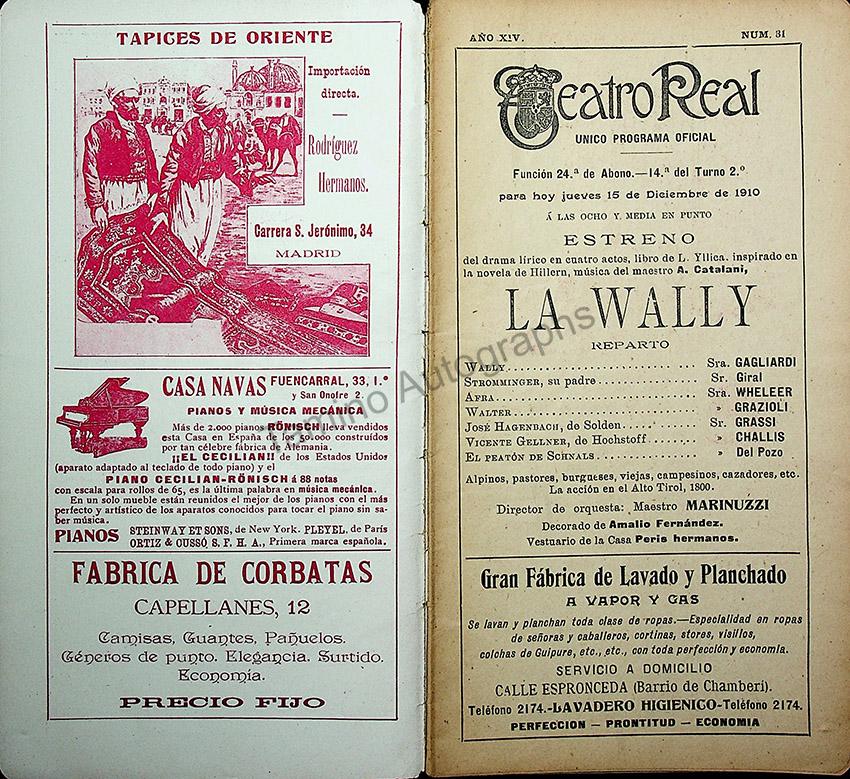 TAPICES DE ORIENTE
Importación
directa.
Rodríguez
Hermanos.
Carrera S. Jerónimo, 34
MADRID
CASA NAVAS FUENCARRAL, 33, 1.º
y San Onofre 2.
PIANOS Y MÚSICA MECÁNICA
Más de 2.000 pianos RÖNISCH lleva vendidos
esta Casa en España de los 50.000 construídos
por tan célebre fábrica de Alemania.
¡¡EL CECILIAN!! de los Estados Unidos
(aparato adaptado al teclado de todo piano) y el
PIANO CECILIAN-RÖNISCH á 88 notas
con escala para rollos de 65, es la última palabra en música mecánica.
En un solo mueble están reunidos el mejor de los pianos con el más
perfecto y artístico de los aparatos conocidos para tocar el piano sin sa-
ber música.
PIANOS STEINWAY ET SONS, de New York. PLEYEL, de París
ORTIZ & CUSSÓ, S. F. H. A., Primera marca española.
FABRICA DE CORBATAS
CAPELLANES, 12
Camisas, Guantes, Pañuelos.
Géneros de punto. Elegancia. Surtido.
Economía.
PRECIO FIJO
AÑO XIV. NUM. 31
Teatro Real
UNICO PROGRAMA OFICIAL
Función 24.ª de Abono.—14.ª del Turno 2.º
para hoy jueves 15 de Diciembre de 1910
Á LAS OCHO Y MEDIA EN PUNTO
ESTRENO
del drama lírico en cuatro actos, libro de L. Yllica, inspirado en
la novela de Hillern, música del maestro A. Catalani,
LA WALLY
REPARTO
WALLY........ Sra. GAGLIARDI
STROMMINGER, su padre........ Sr. Giral
AFRA........ Sra. WHELEER
WALTER........ » GRAZIOLI
JOSÉ HAGENBACH, de Solden........ Sr. GRASSI
VICENTE GELLNER, de Hochstoff........ » CHALLIS
EL PEATÓN DE SCHNALS........ » Del Pozo
Alpinos, pastores, burgueses, viejas, campesinos, cazadores, etc.
La acción en el Alto Tirol, 1800.
Director de orquesta: Maestro MARINUZZI
Decorado de Amalio Fernández.
Vestuario de la Casa Peris hermanos.
Gran Fábrica de Lavado y Planchado
A VAPOR Y GAS
Se lavan y planchan toda clase de ropas.—Especialidad en ropas
de señoras y caballeros, cortinas, stores, visillos,
colchas de Guipure, etc., etc., con toda perfección y economía.
SERVICIO A DOMICILIO
CALLE ESPRONCEDA (Barrio de Chamberí).
Teléfono 2174.-LAVADERO HIGIENICO-Teléfono 2174.
PERFECCION — PRONTITUD — ECONOMIA
Tamino Autographs